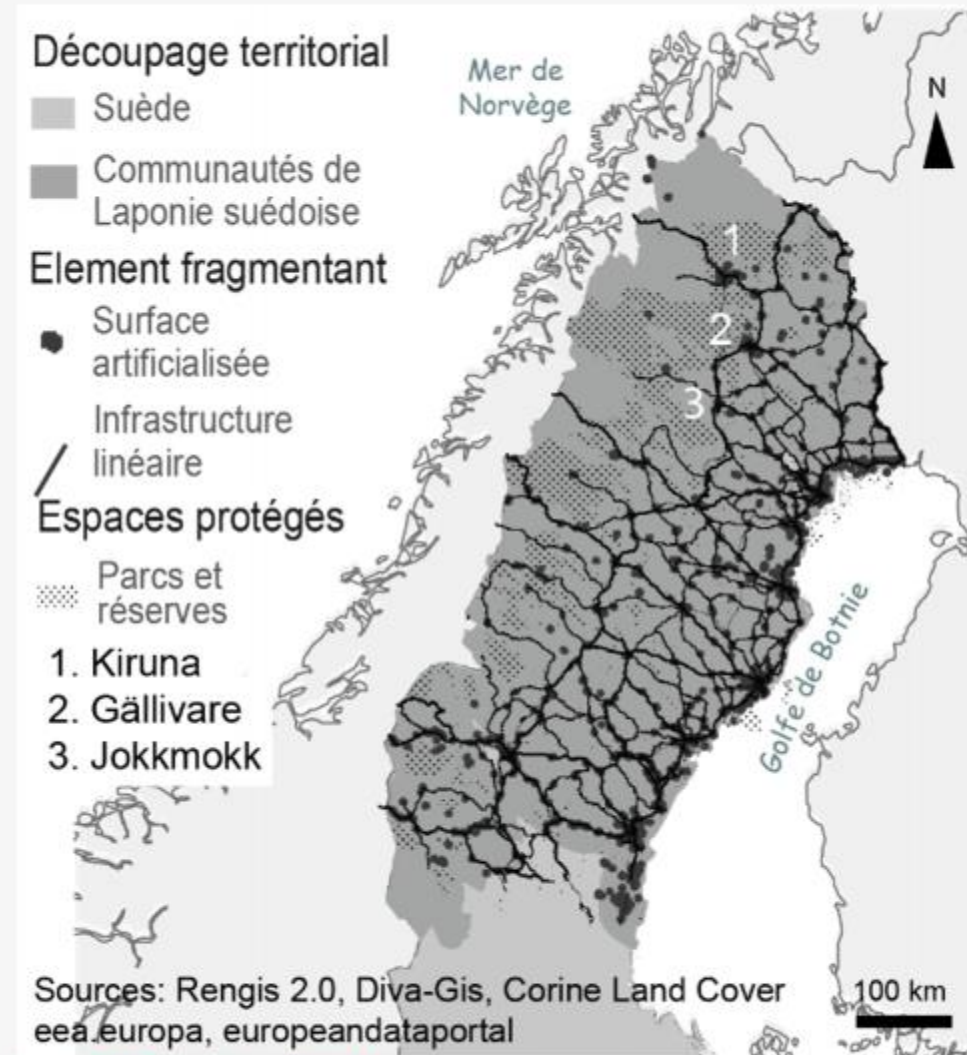 Découpage territorial
Suède
Communautés de
Laponie suédoise
Element fragmentant
Surface
artificialisée
Infrastructure
linéaire
Espaces protégés
Parcs et
réserves
1. Kiruna
2. Gällivare
3. Jokkmokk
Mer de
Norvège
N
1
2
3
Golfe de Botnie
Sources: Rengis 2.0, Diva-Gis, Corine Land Cover
eea.europa, europeandataportal
100 km